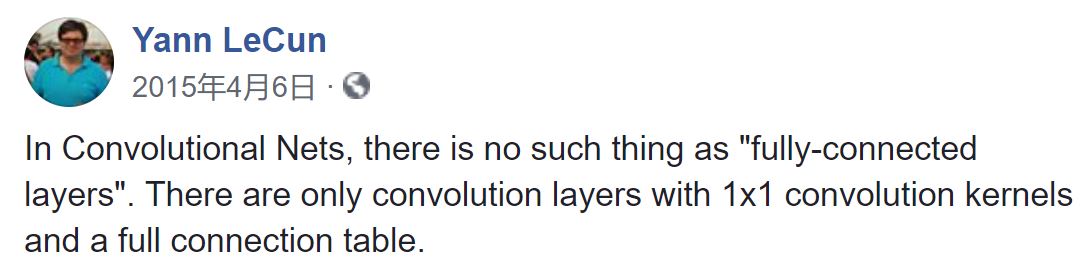 Yann LeCun
2015年4月6日 ·
In Convolutional Nets, there is no such thing as "fully-connected
layers". There are only convolution layers with 1x1 convolution kernels
and a full connection table.